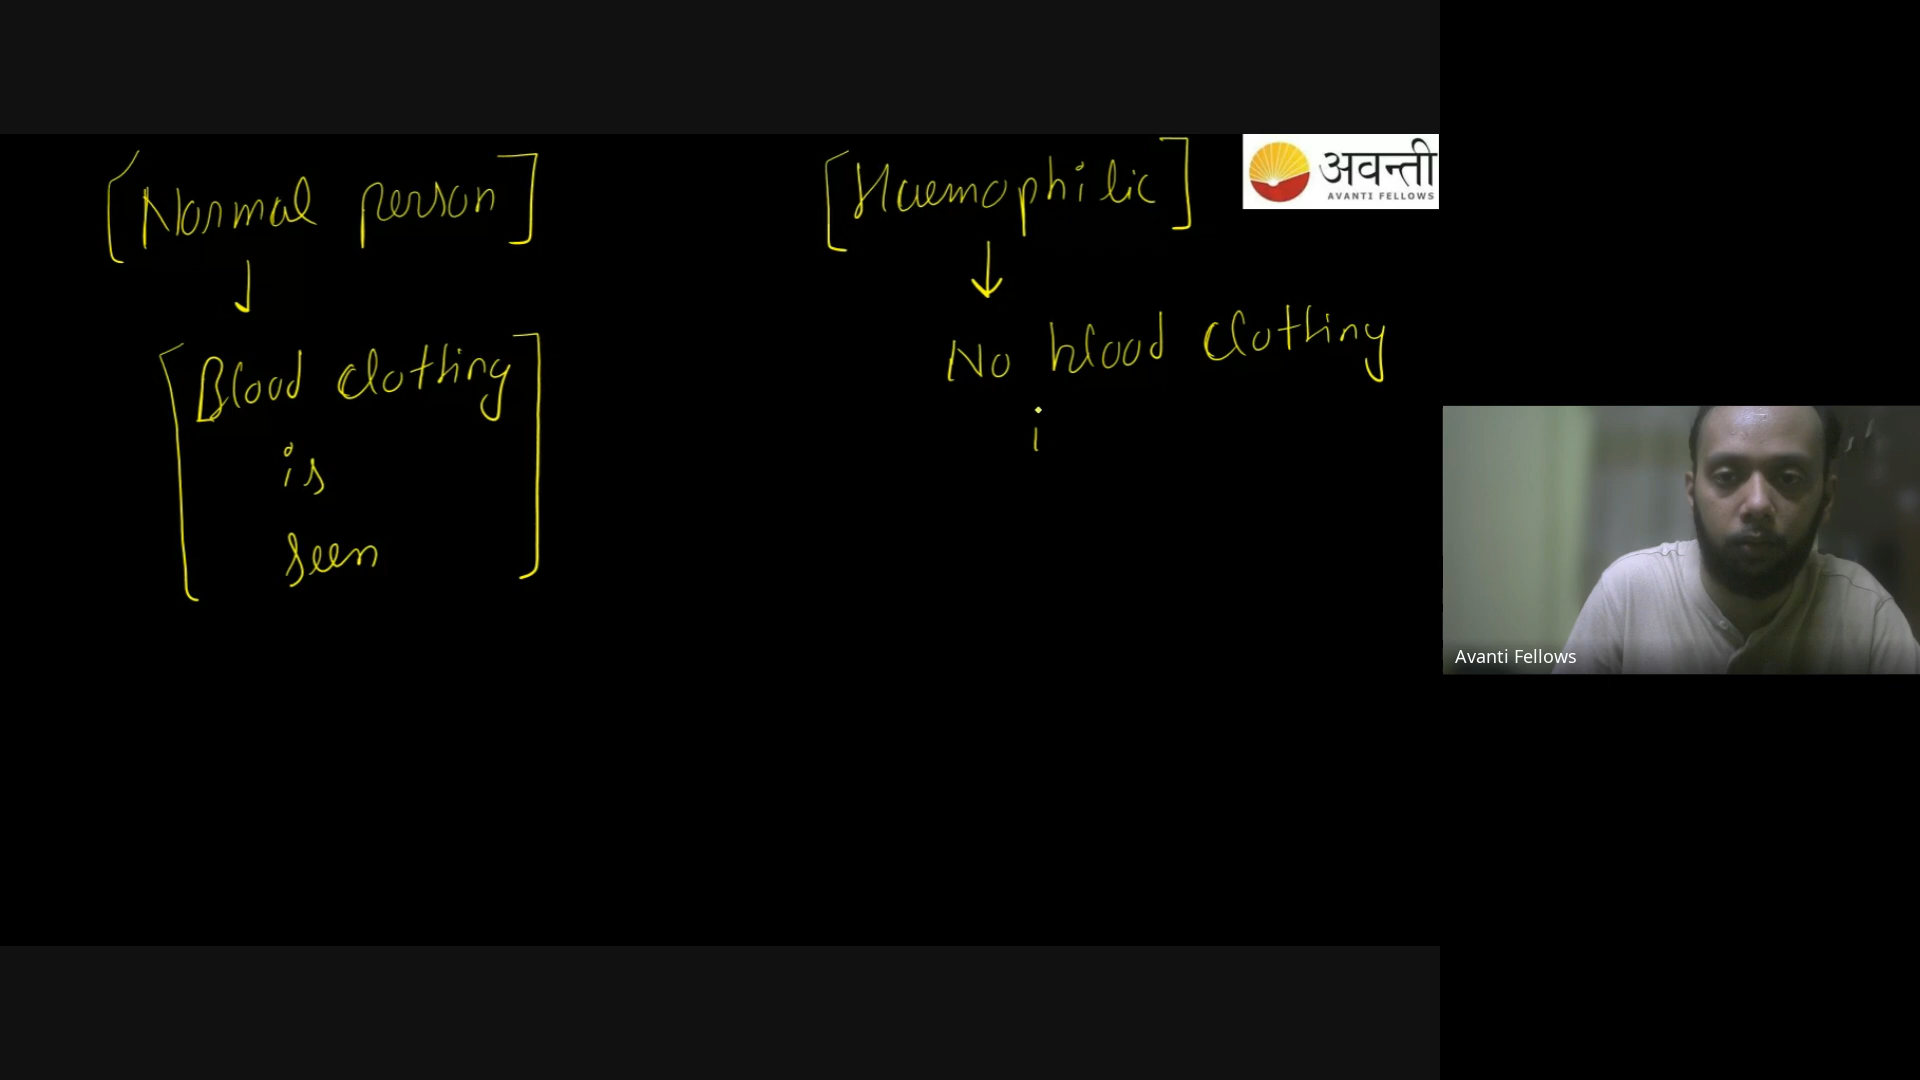 [Normal person]
[Haemophilic]
अवन्ती
AVANTI FELLOWS
↓
↓
[Blood clothing
is
seen]
No blood clothing
i
Avanti Fellows